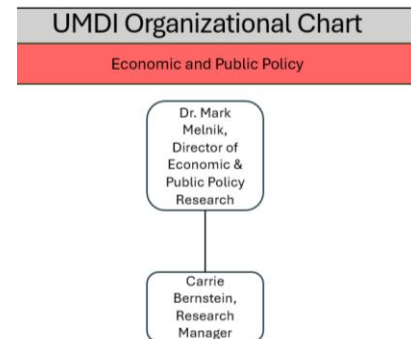 UMDI Organizational Chart
Economic and Public Policy
Dr. Mark
Melnik,
Director of
Economic &
Public Policy
Research
Carrie
Bernstein,
Research
Manager